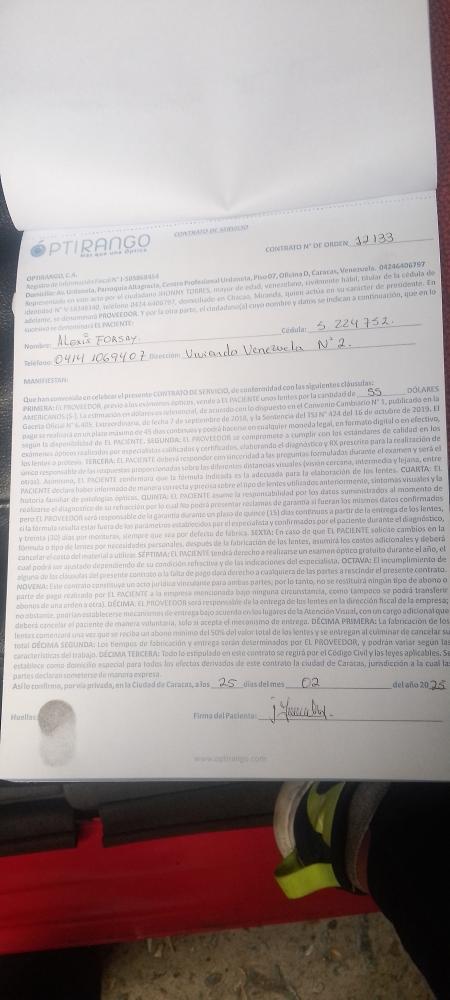 CONTRATO DE SERVICIO
ÓPTIRANGO
Más que una Óptica
CONTRATO N° DE ORDEN 12133
OPTIRANGO, C.A.
Registro de Información Fiscal N° J-503868454
Domicilio: Av. Urdaneta, Parroquia Altagracia, Centro Profesional Urdaneta, Piso 07, Oficina D, Caracas, Venezuela. 04246406797
Representada en este acto por el ciudadano JHONNY TORRES, mayor de edad, venezolano, civilmente hábil, titular de la cédula de
identidad N° teléfono 0424-6406797, domiciliado en Chacao, Miranda, quien actúa en su carácter de presidente. En
adelante, se denominará PROVEEDOR. Y por la otra parte, el ciudadano(a) cuyo nombre y datos se indican a continuación, que en lo
sucesivo se denominará EL PACIENTE:
Nombre: Alexis FORSAY. Cédula: 5 224 752.
Teléfono: 0414 1069407 Dirección: Vivienda Venezuela N° 2.
MANIFIESTAN:
Que han convenido en celebrar el presente CONTRATO DE SERVICIO, de conformidad con las siguientes cláusulas:
PRIMERA: EL PROVEEDOR, previo a los exámenes ópticos, vende a EL PACIENTE unos lentes por la cantidad de 55 DÓLARES
AMERICANOS (US $). La estimación en dólares es referencial, de acuerdo con lo dispuesto en el Convenio Cambiario N° 1, publicado en la
Gaceta Oficial N° 6.405, Extraordinaria, de fecha 7 de septiembre de 2018, y la Sentencia del TSJ N° 424 del 16 de octubre de 2019. El
pago se realizará en un plazo máximo de 45 días continuos y podrá hacerse en cualquier moneda legal, en formato digital o en efectivo,
según la disponibilidad de EL PACIENTE. SEGUNDA: EL PROVEEDOR se compromete a cumplir con los estándares de calidad en los
exámenes ópticos realizados por especialistas calificados y certificados, elaborando el diagnóstico y RX prescrito para la realización de
los lentes o prótesis. TERCERA: EL PACIENTE deberá responder con sinceridad a las preguntas formuladas durante el examen y será el
único responsable de las respuestas proporcionadas sobre las diferentes distancias visuales (visión cercana, intermedia y lejana, entre
otras). Asimismo, EL PACIENTE confirma que la fórmula indicada es la adecuada para la elaboración de los lentes. CUARTA: EL
PACIENTE declara haber informado de manera correcta y precisa sobre el tipo de lentes utilizados anteriormente, síntomas visuales y la
historia familiar de patologías ópticas. QUINTA: EL PACIENTE asume la responsabilidad por los datos suministrados al momento de
realizarse el diagnóstico de su refracción por lo cual No podrá presentar reclamos de garantía si fueran los mismos datos confirmados
pero EL PROVEEDOR será responsable de la garantía durante un plazo de quince (15) días continuos a partir de la entrega de los lentes,
si la fórmula resulta estar fuera de los parámetros establecidos por el especialista y confirmados por el paciente durante el diagnóstico,
y treinta (30) días por monturas, siempre que sea por defecto de fábrica. SEXTA: En caso de que EL PACIENTE solicite cambios en la
fórmula o tipo de lentes por necesidades personales, después de la fabricación de los lentes, asumirá los costos adicionales y deberá
cancelar el costo del material a utilizar. SÉPTIMA: EL PACIENTE tendrá derecho a realizarse un examen óptico gratuito durante el año, el
cual podrá ser ajustado dependiendo de su condición refractiva y de las indicaciones del especialista. OCTAVA: El incumplimiento de
alguna de las cláusulas del presente contrato o la falta de pago dará derecho a cualquiera de las partes a rescindir el presente contrato.
NOVENA: Este contrato constituye un acto jurídico vinculante para ambas partes; por lo tanto, no se restituirá ningún tipo de abono o
parte de pago realizado por EL PACIENTE a la empresa mencionada bajo ninguna circunstancia, como tampoco se podrá transferir
abonos de una orden a otra). DÉCIMA: EL PROVEEDOR será responsable de la entrega de los lentes en la dirección fiscal de la empresa;
no obstante, podrían establecerse mecanismos de entrega bajo acuerdo en los lugares de la Atención Visual, con un cargo adicional que
deberá cancelar el paciente de manera voluntaria, solo si acepta el mecanismo de entrega. DÉCIMA PRIMERA: La fabricación de los
lentes comenzará una vez que se reciba un abono mínimo del 50% del valor total de los lentes y se entregan al culminar de cancelar su
total DÉCIMA SEGUNDA: Los tiempos de fabricación y entrega serán determinados por EL PROVEEDOR, y podrán variar según las
características del trabajo. DÉCIMA TERCERA: Todo lo estipulado en este contrato se regirá por el Código Civil y las leyes aplicables. Se
establece como domicilio especial para todos los efectos derivados de este contrato la ciudad de Caracas, jurisdicción a la cual las
partes declaran someterse de manera expresa.
Así lo confirme, por vía privada, en la Ciudad de Caracas, a los 25 días del mes 02 del año 2025
Huellas: Firma del Paciente:
www.optirango.com